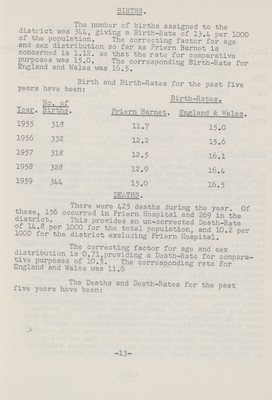 BIRTHS.
The number of births assigned to the
district was 344, giving a Birth-Rate of 13.4 per 1000
of the population. The correcting factor for age
and sex distribution so far as Friern Barnet is
concerned is 1.12, so that the rate for comparative
purposes was 15.0. The corresponding Birth-Rate for
England and Wales was 16.5.
Birth and Birth-Rates for the past five
years have been:
Birth-Rates.
Year. No. of Births. Friern Barnet. England & Wales.
1955 318 11.7 15.0
1956 332 12.2 15.6
1957 318 12.5 16.1
1958 328 12.9 16.4
1959 344 15.0 16.5
DEATHS.
There were 425 deaths during the year. Of
these, 156 occurred in Friern Hospital and 269 in the
district. This provides an un-corrected Death-Rate
of 14.8 per 1000 for the total population, and 10.2 per
1000 for the district excluding Friern Hospital.
The correcting factor for age and sex
distribution is 0.71, providing a Death-Rate for compara-
tive purposes of 10.5. The corresponding rate for
England and Wales was 11.6
The Deaths and Death-Rates for the past
five years have been:
-13-